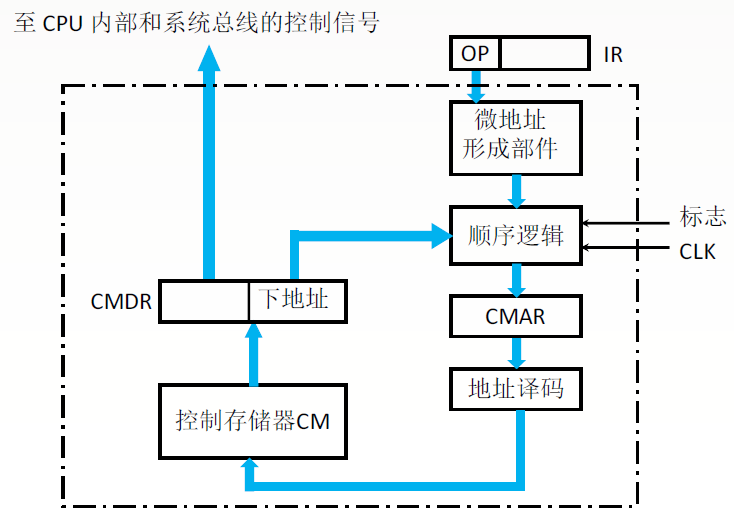 至 CPU 内部和系统总线的控制信号
OP
IR
微地址
形成部件
顺序逻辑
标志
CLK
CMDR
下地址
CMAR
地址译码
控制存储器CM